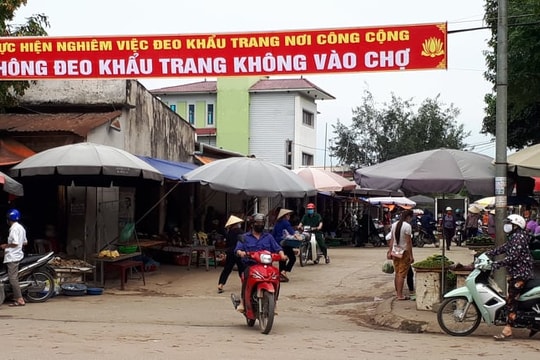 ỰC HIỆN NGHIÊM VIỆC ĐEO KHẨU TRANG NƠI CÔNG CỘNG
HÔNG ĐEO KHẨU TRANG KHÔNG VÀO CHỢ